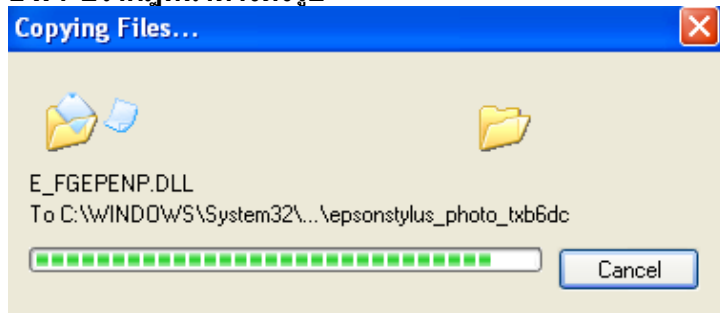 Copying Files...
E_FGEPENP.DLL
To C:\WINDOWS\System32\...\epsonstylus_photo_txb6dc
Cancel